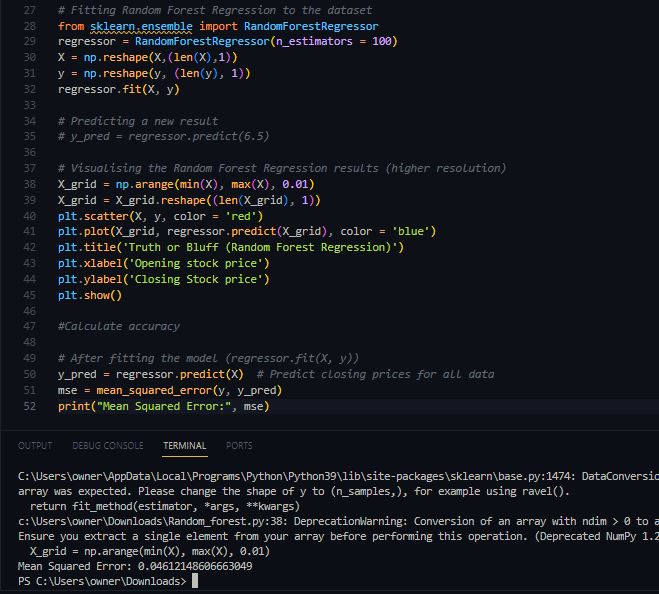 27 # Fitting Random Forest Regression to the dataset
28 from sklearn.ensemble import RandomForestRegressor
29 regressor = RandomForestRegressor(n_estimators = 100)
30 X = np.reshape(X,(len(X),1))
31 y = np.reshape(y, (len(y), 1))
32 regressor.fit(X, y)
33
34 # Predicting a new result
35 # y_pred = regressor.predict(6.5)
36
37 # Visualising the Random Forest Regression results (higher resolution)
38 X_grid = np.arange(min(X), max(X), 0.01)
39 X_grid = X_grid.reshape((len(X_grid), 1))
40 plt.scatter(X, y, color = 'red')
41 plt.plot(X_grid, regressor.predict(X_grid), color = 'blue')
42 plt.title('Truth or Bluff (Random Forest Regression)')
43 plt.xlabel('Opening stock price')
44 plt.ylabel('Closing Stock price')
45 plt.show()
46
47 #Calculate accuracy
48
49 # After fitting the model (regressor.fit(X, y))
50 y_pred = regressor.predict(X)  # Predict closing prices for all data
51 mse = mean_squared_error(y, y_pred)
52 print("Mean Squared Error:", mse)
OUTPUT DEBUG CONSOLE TERMINAL PORTS
C:\Users\owner\AppData\Local\Programs\Python\Python39\lib\site-packages\sklearn\base.py:1474: DataConversio
array was expected. Please change the shape of y to (n_samples,), for example using ravel().
return fit_method(estimator, *args, **kwargs)
c:\Users\owner\Downloads\Random_forest.py:38: DeprecationWarning: Conversion of an array with ndim > 0 to a
Ensure you extract a single element from your array before performing this operation. (Deprecated NumPy 1.2
X_grid = np.arange(min(X), max(X), 0.01)
Mean Squared Error: 0.04612148606663049
PS C:\Users\owner\Downloads>